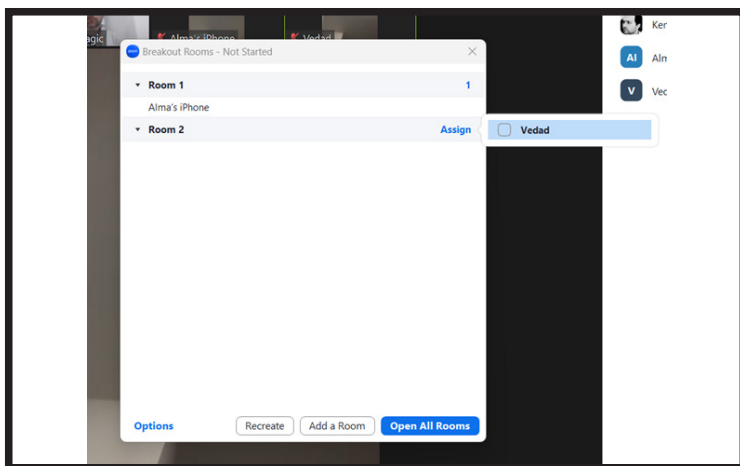 agic
Alma's iPhone
Vedad
Ker
zoom
Breakout Rooms - Not Started
AI
Alm
Room 1
1
V
Vec
Alma's iPhone
Room 2
Assign
Vedad
Options
Recreate
Add a Room
Open All Rooms